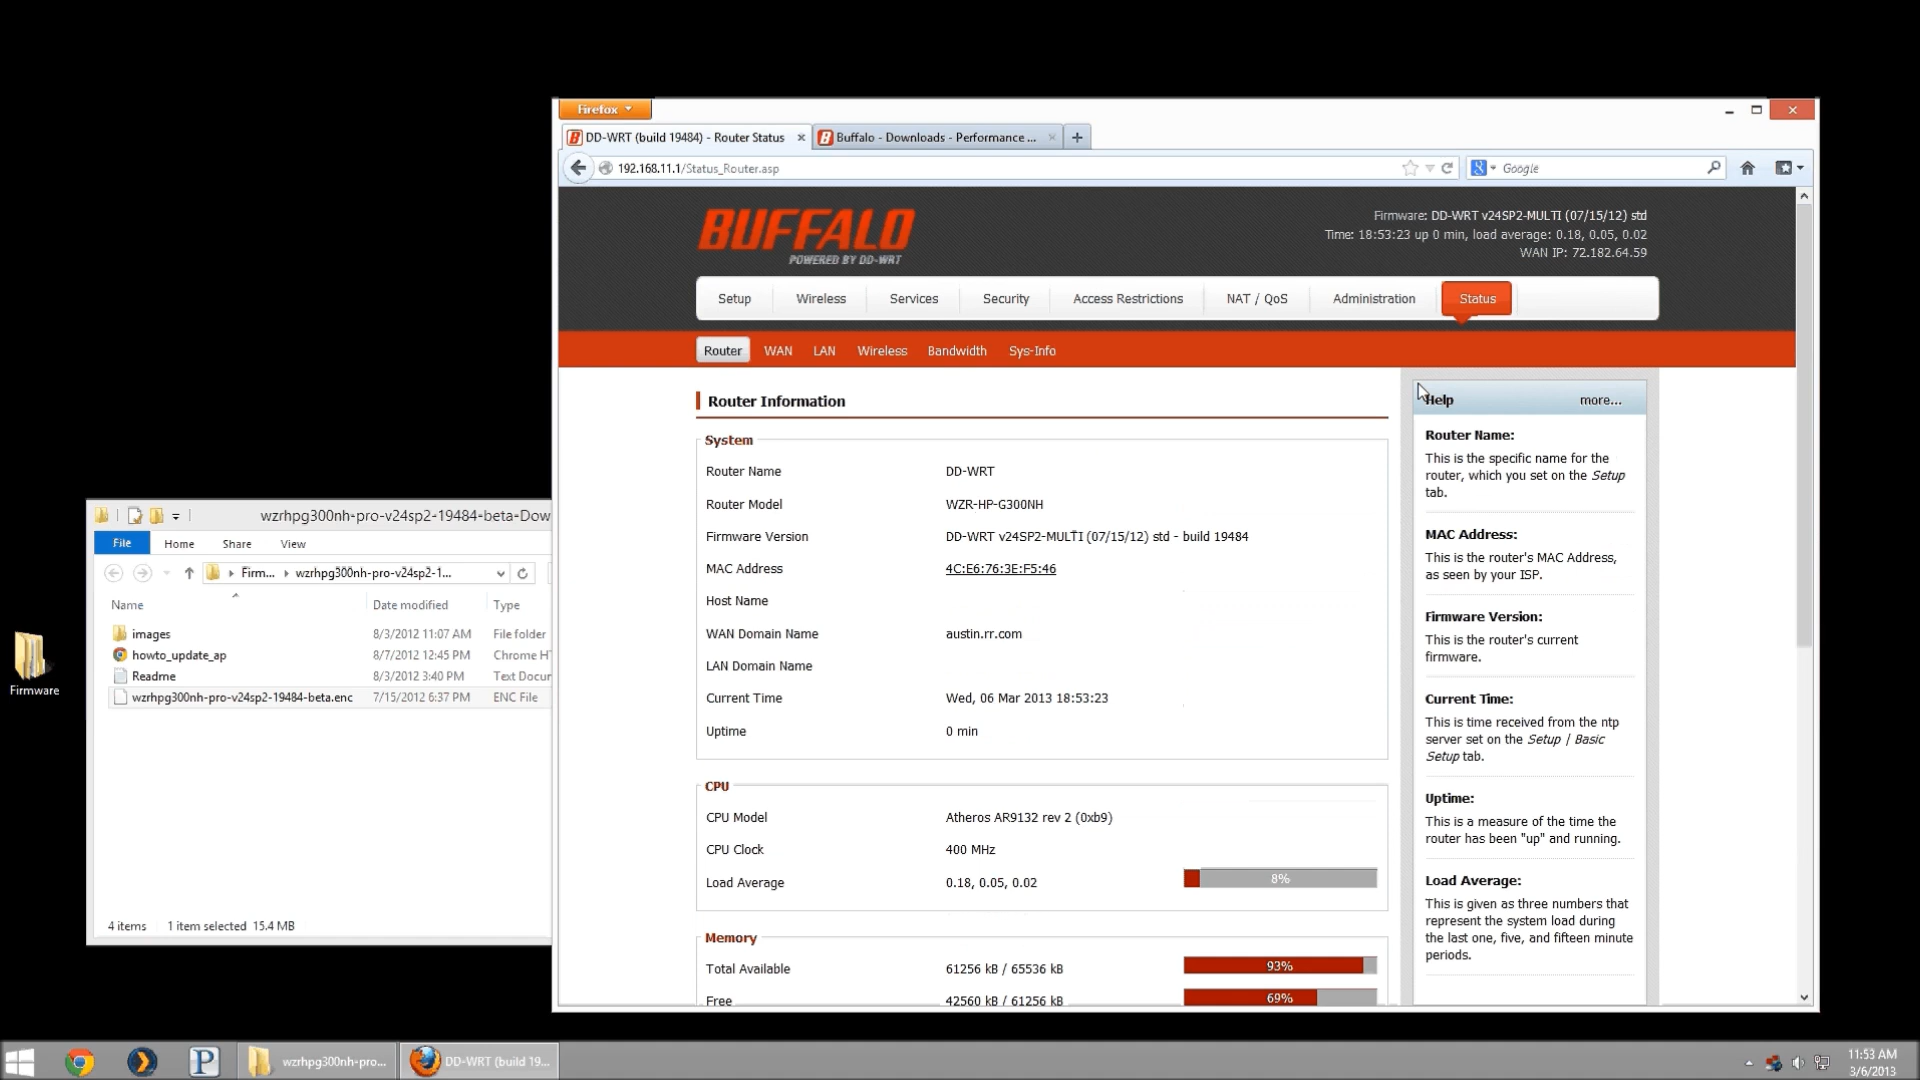 Firefox
DD-WRT (build 19484) - Router Status
Buffalo - Downloads - Performance ...
192.168.11.1/Status_Router.asp
Google
BUFFALO
POWERED BY DD-WRT
Firmware: DD-WRT v24SP2-MULTI (07/15/12) std
Time: 18:53:23 up 0 min, load average: 0.18, 0.05, 0.02
WAN IP: 72.182.64.59
Setup Wireless Services Security Access Restrictions NAT / QoS Administration Status
Router WAN LAN Wireless Bandwidth Sys-Info
Router Information
System
Router Name DD-WRT
Router Model WZR-HP-G300NH
Firmware Version DD-WRT v24SP2-MULTI (07/15/12) std - build 19484
MAC Address 4C:E6:76:3E:F5:46
Host Name
WAN Domain Name austin.rr.com
LAN Domain Name
Current Time Wed, 06 Mar 2013 18:53:23
Uptime 0 min
CPU
CPU Model Atheros AR9132 rev 2 (0xb9)
CPU Clock 400 MHz
Load Average 0.18, 0.05, 0.02 8%
Memory
Total Available 61256 kB / 65536 kB 93%
Free 42560 kB / 61256 kB 69%
Help more...
Router Name:
This is the specific name for the
router, which you set on the Setup
tab.
MAC Address:
This is the router's MAC Address,
as seen by your ISP.
Firmware Version:
This is the router's current
firmware.
Current Time:
This is time received from the ntp
server set on the Setup / Basic
Setup tab.
Uptime:
This is a measure of the time the
router has been "up" and running.
Load Average:
This is given as three numbers that
represent the system load during
the last one, five, and fifteen minute
periods.
wzrhpg300nh-pro-v24sp2-19484-beta-Dow
File Home Share View
Firm... wzrhpg300nh-pro-v24sp2-1...
Name Date modified Type
images 8/3/2012 11:07 AM File folder
howto_update_ap 8/7/2012 12:45 PM Chrome HT
Readme 8/3/2012 3:40 PM Text Docur
wzrhpg300nh-pro-v24sp2-19484-beta.enc 7/15/2012 6:37 PM ENC File
4 items 1 item selected 15.4 MB
Firmware
wzrhpg300nh-pro...
DD-WRT (build 19...
11:53 AM
3/6/2013